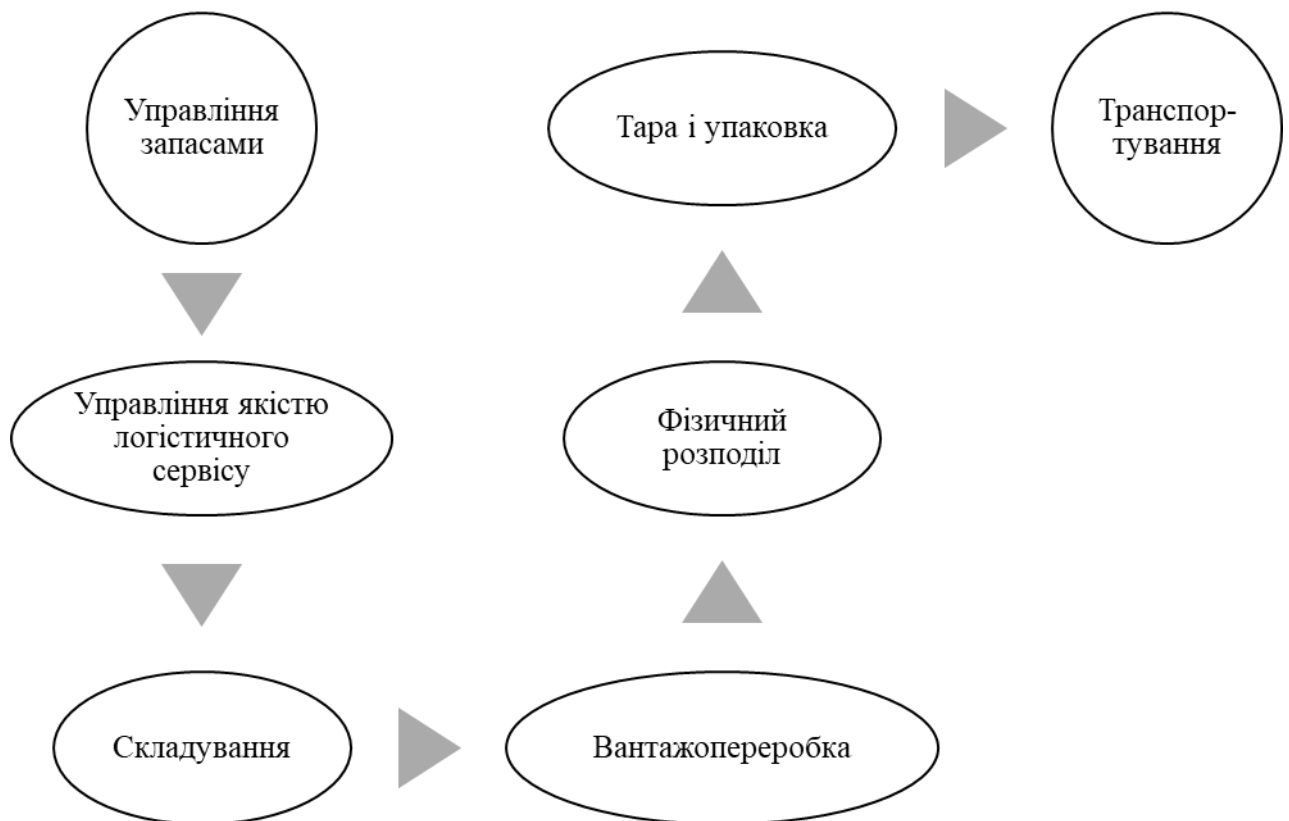 Управління
запасами
Управління якістю
логістичного
сервісу
Складування
Вантажопереробка
Фізичний
розподіл
Тара і упаковка
Транспор-
тування